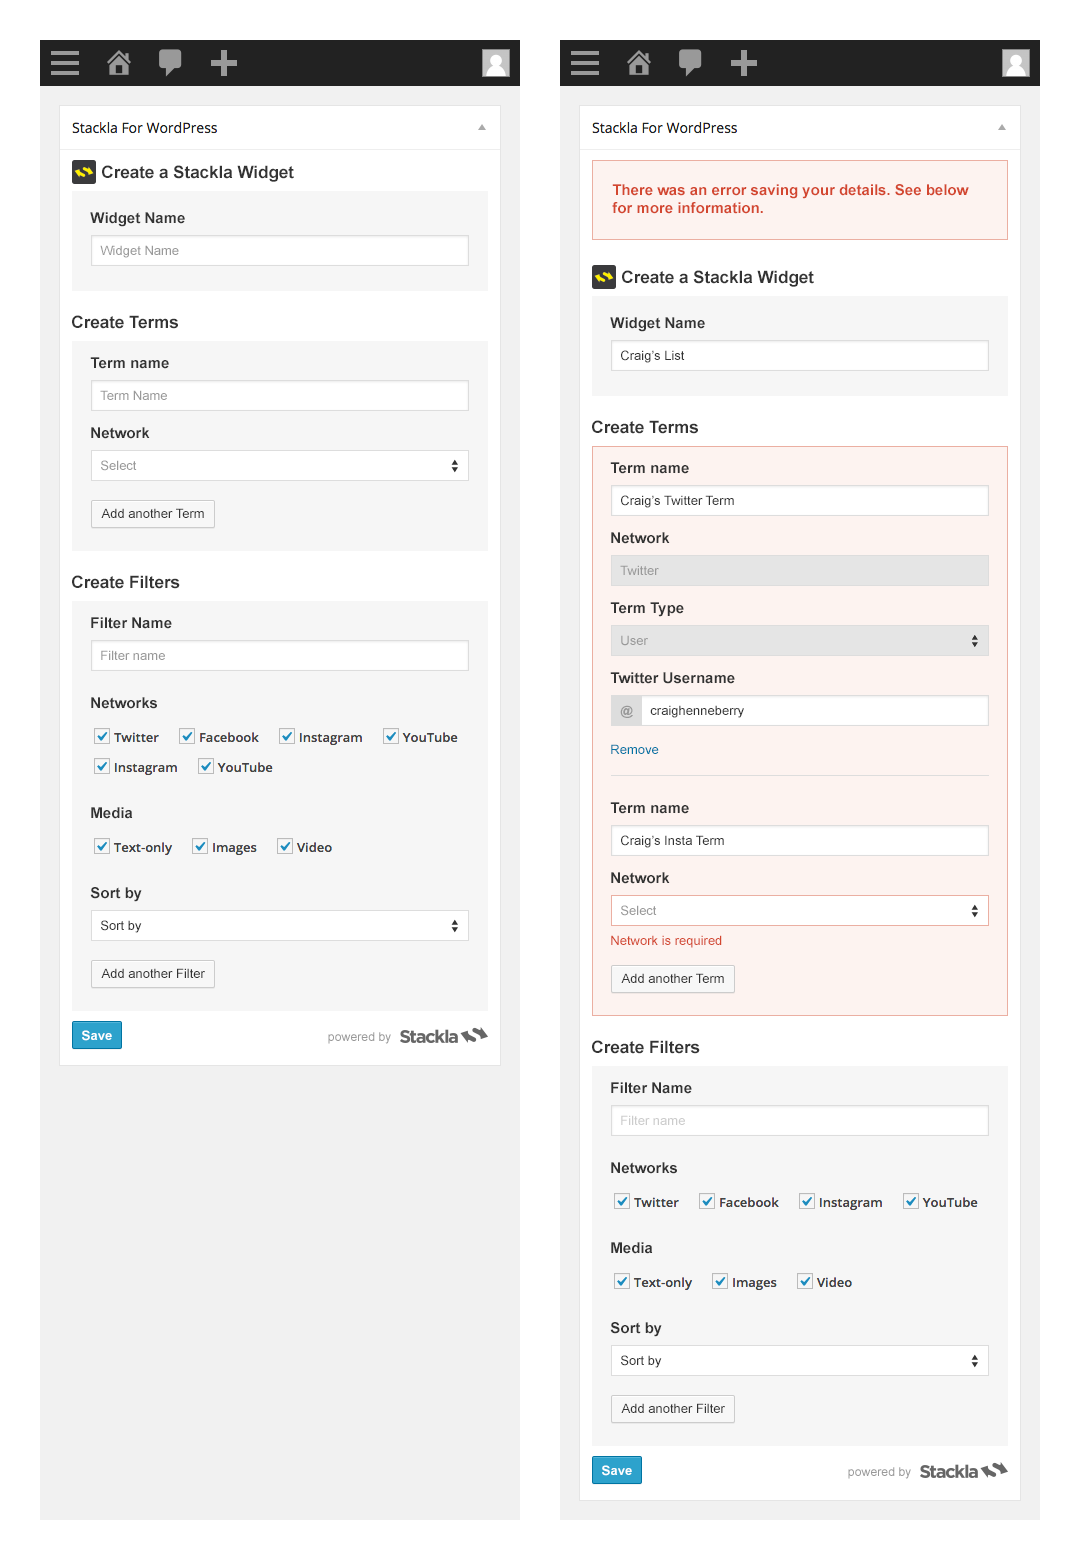 Stackla For WordPress
Create a Stackla Widget
Widget Name
Widget Name
Create Terms
Term name
Term Name
Network
Select
Add another Term
Create Filters
Filter Name
Filter name
Networks
Twitter Facebook Instagram YouTube
Instagram YouTube
Media
Text-only Images Video
Sort by
Sort by
Add another Filter
Save powered by Stackla
Stackla For WordPress
There was an error saving your details. See below
for more information.
Create a Stackla Widget
Widget Name
Craig's List
Create Terms
Term name
Craig's Twitter Term
Network
Twitter
Term Type
User
Twitter Username
@ craighenneberry
Remove
Term name
Craig's Insta Term
Network
Select
Network is required
Add another Term
Create Filters
Filter Name
Filter name
Networks
Twitter Facebook Instagram YouTube
Media
Text-only Images Video
Sort by
Sort by
Add another Filter
Save powered by Stackla